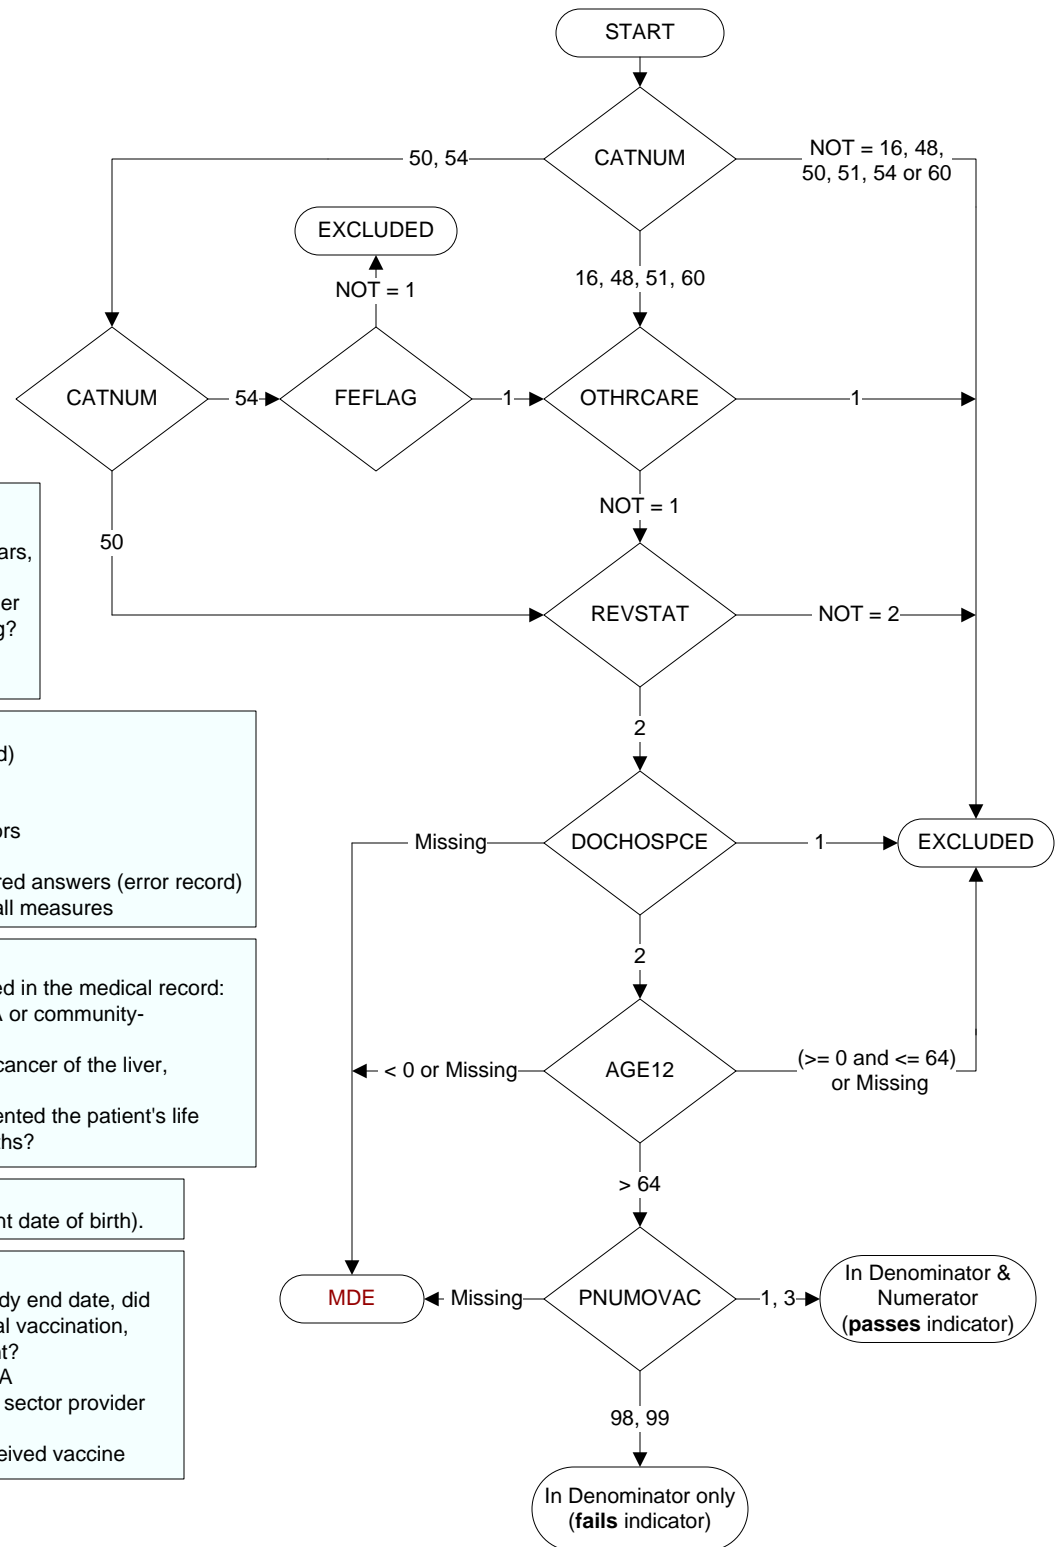 START
CATNUM
50, 54
NOT = 16, 48,
50, 51, 54 or 60
EXCLUDED
NOT = 1
16, 48, 51, 60
CATNUM
54
FEFLAG
1
OTHRCARE
1
NOT = 1
50
REVSTAT
NOT = 2
2
Missing
DOCHOSPCE
1
EXCLUDED
2
< 0 or Missing
AGE12
(>= 0 and <= 64)
or Missing
> 64
MDE
Missing
PNUMOVAC
1, 3
In Denominator &
Numerator
(passes indicator)
98, 99
In Denominator only
(fails indicator)
ars,
er
g?
d)
ors
red answers (error record)
all measures
ed in the medical record:
A or community-
cancer of the liver,
ented the patient's life
ths?
nt date of birth).
dy end date, did
al vaccination,
nt?
A
sector provider
eived vaccine